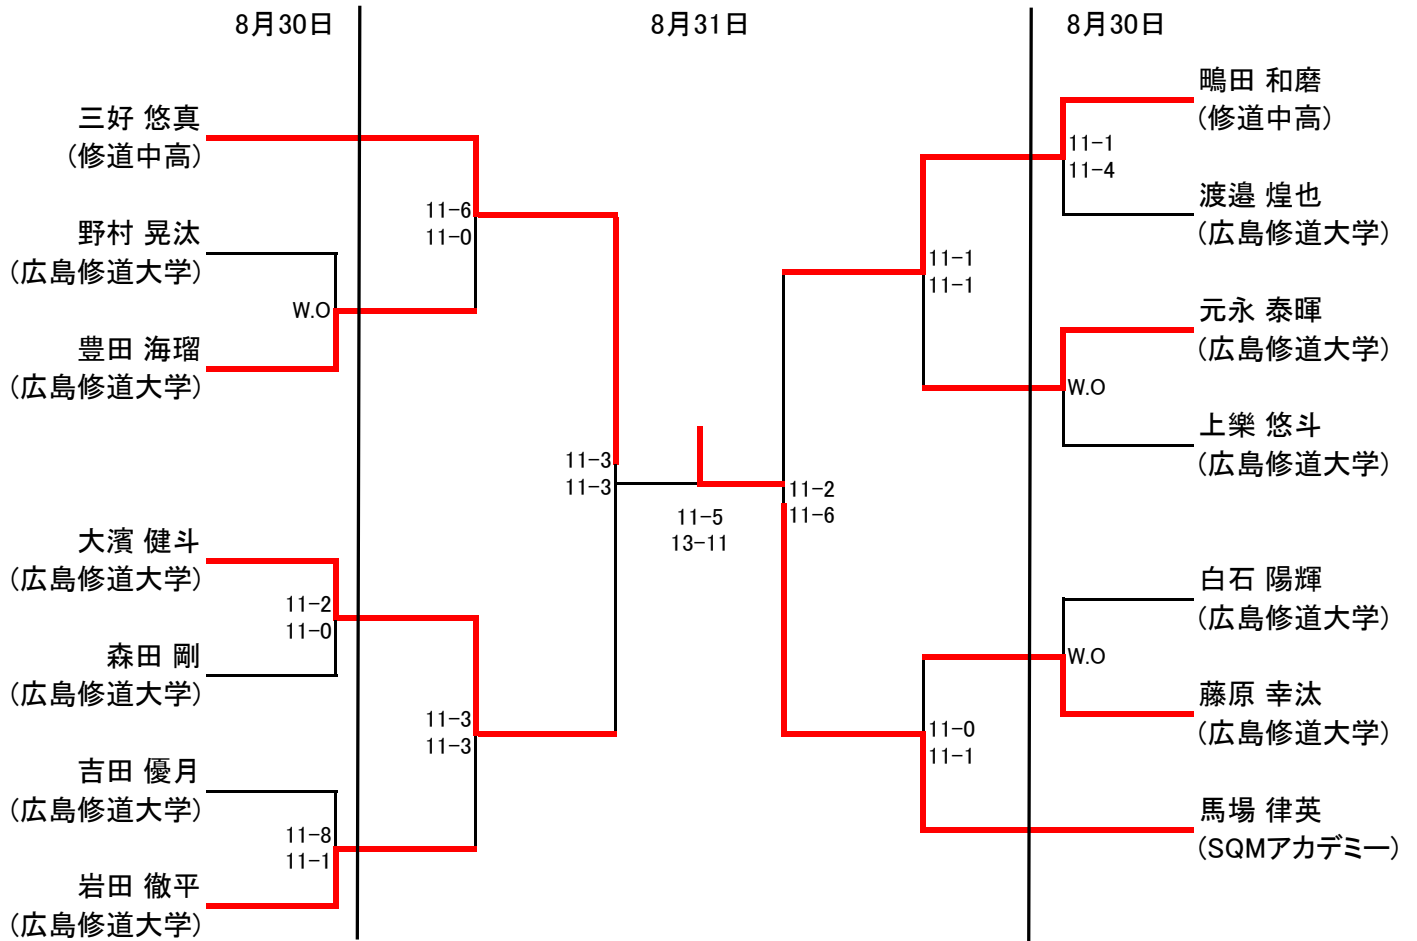 8月30日
8月31日
8月30日
三好 悠真
(修道中高)
野村 晃汰
(広島修道大学)
W.O
豊田 海瑠
(広島修道大学)
11-6
11-0
大濱 健斗
(広島修道大学)
11-2
11-0
森田 剛
(広島修道大学)
11-3
11-3
吉田 優月
(広島修道大学)
11-8
11-1
岩田 徹平
(広島修道大学)
11-3
11-3
11-5
13-11
11-2
11-6
鴫田 和磨
(修道中高)
11-1
11-4
渡邉 煌也
(広島修道大学)
11-1
11-1
元永 泰暉
(広島修道大学)
W.O
上樂 悠斗
(広島修道大学)
白石 陽輝
(広島修道大学)
W.O
藤原 幸汰
(広島修道大学)
11-0
11-1
馬場 律英
(SQMアカデミー)